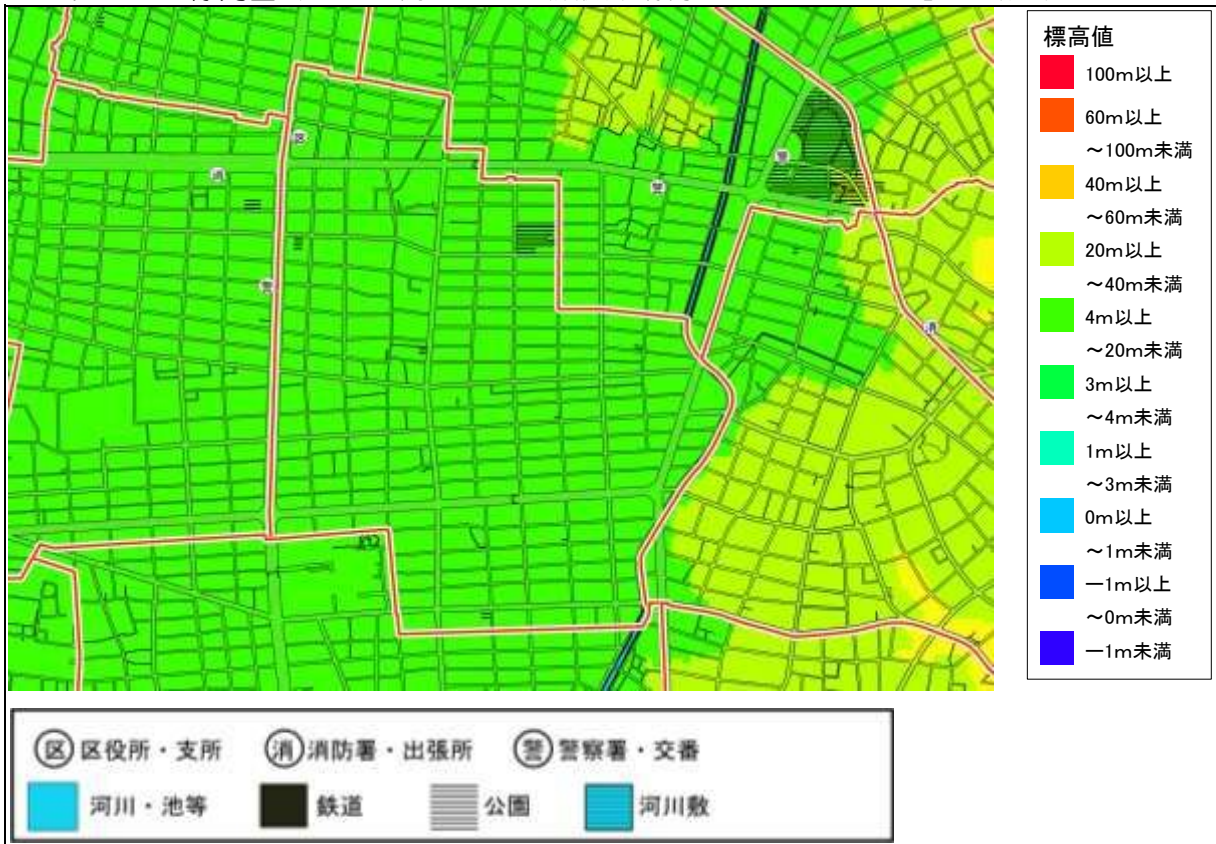 区
消
警
警
警
消
標高値
100m以上
60m以上
～100m未満
40m以上
～60m未満
20m以上
～40m未満
4m以上
～20m未満
3m以上
～4m未満
1m以上
～3m未満
0m以上
～1m未満
－1m以上
～0m未満
－1m未満
区 区役所・支所 消 消防署・出張所 警 警察署・交番
河川・池等 鉄道 公園 河川敷